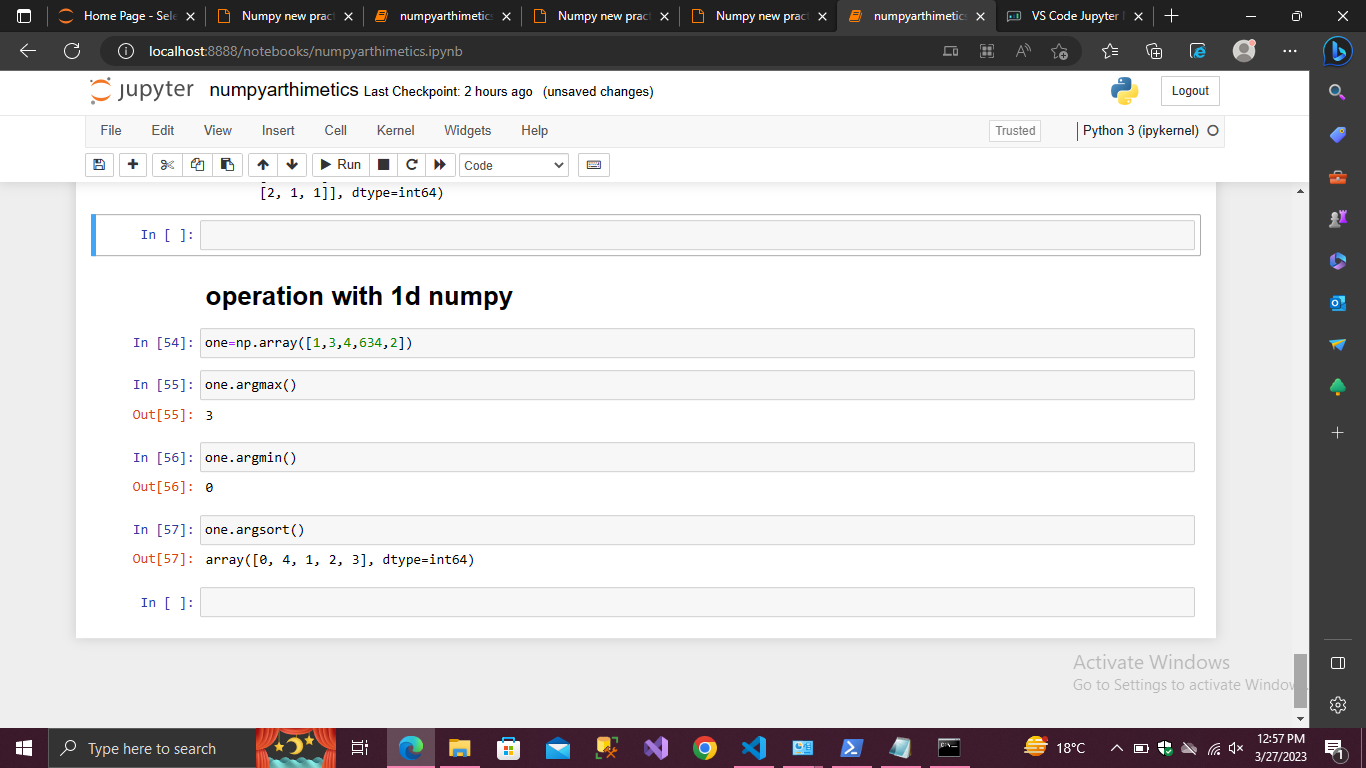 Home Page - Sele
Numpy new pract
numpyarthimetics
Numpy new pract
Numpy new pract
numpyarthimetics
VS Code Jupyter N
localhost:8888/notebooks/numpyarthimetics.ipynb
jupyter numpyarthimetics Last Checkpoint: 2 hours ago (unsaved changes)
Logout
File Edit View Insert Cell Kernel Widgets Help
Trusted
Python 3 (ipykernel)
Run
Code
[2, 1, 1]], dtype=int64)
In [ ]:
operation with 1d numpy
In [54]: one=np.array([1,3,4,634,2])
In [55]: one.argmax()
Out[55]: 3
In [56]: one.argmin()
Out[56]: 0
In [57]: one.argsort()
Out[57]: array([0, 4, 1, 2, 3], dtype=int64)
In [ ]:
Activate Windows
Go to Settings to activate Windows.
Type here to search
18°C
12:57 PM
3/27/2023
1